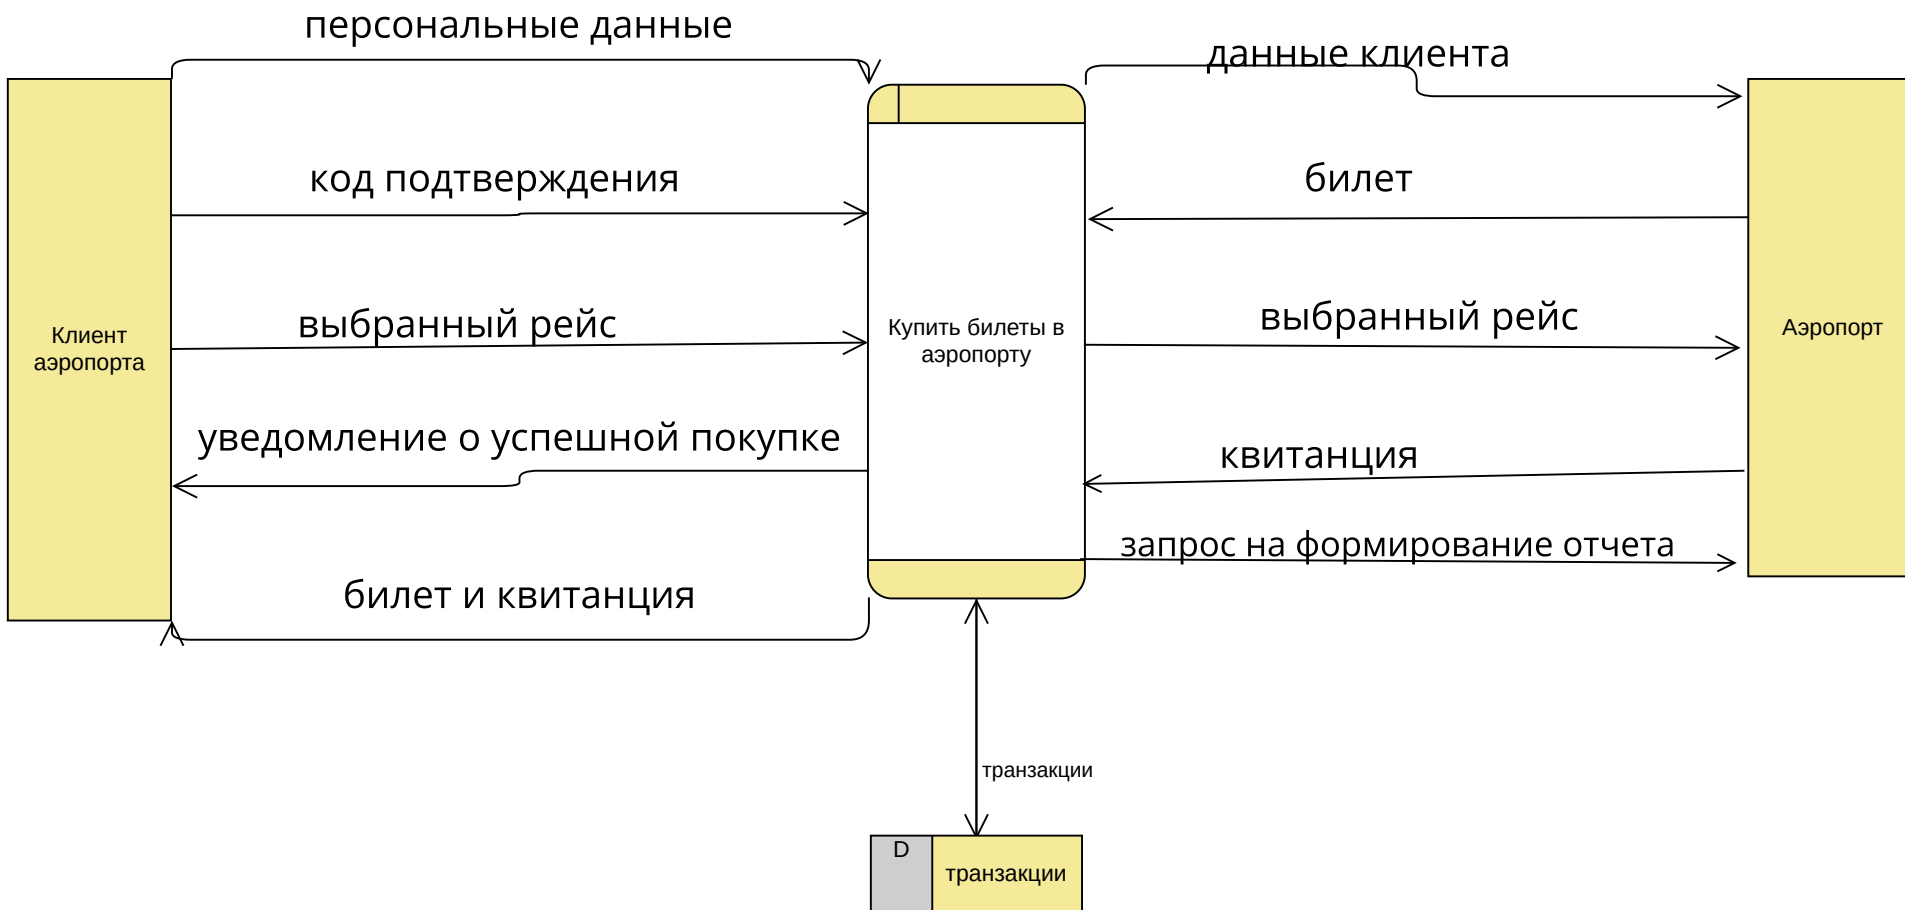 персональные данные
данные клиента
код подтверждения
билет
выбранный рейс
выбранный рейс
Клиент
аэропорта
Купить билеты в
аэропорту
Аэропорт
уведомление о успешной покупке
квитанция
запрос на формирование отчета
билет и квитанция
транзакции
D
транзакции